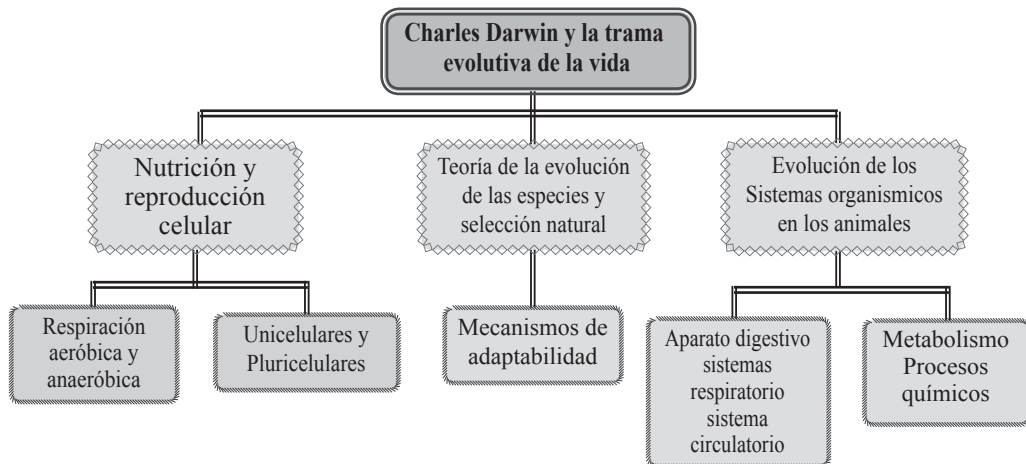 Charles Darwin y la trama
evolutiva de la vida
Nutrición y
reproducción
celular
Teoría de la evolución
de las especies y
selección natural
Evolución de los
Sistemas organismicos
en los animales
Respiración
aeróbica y
anaeróbica
Unicelulares y
Pluricelulares
Mecanismos de
adaptabilidad
Aparato digestivo
sistemas
respiratorio
sistema
circulatorio
Metabolismo
Procesos
químicos